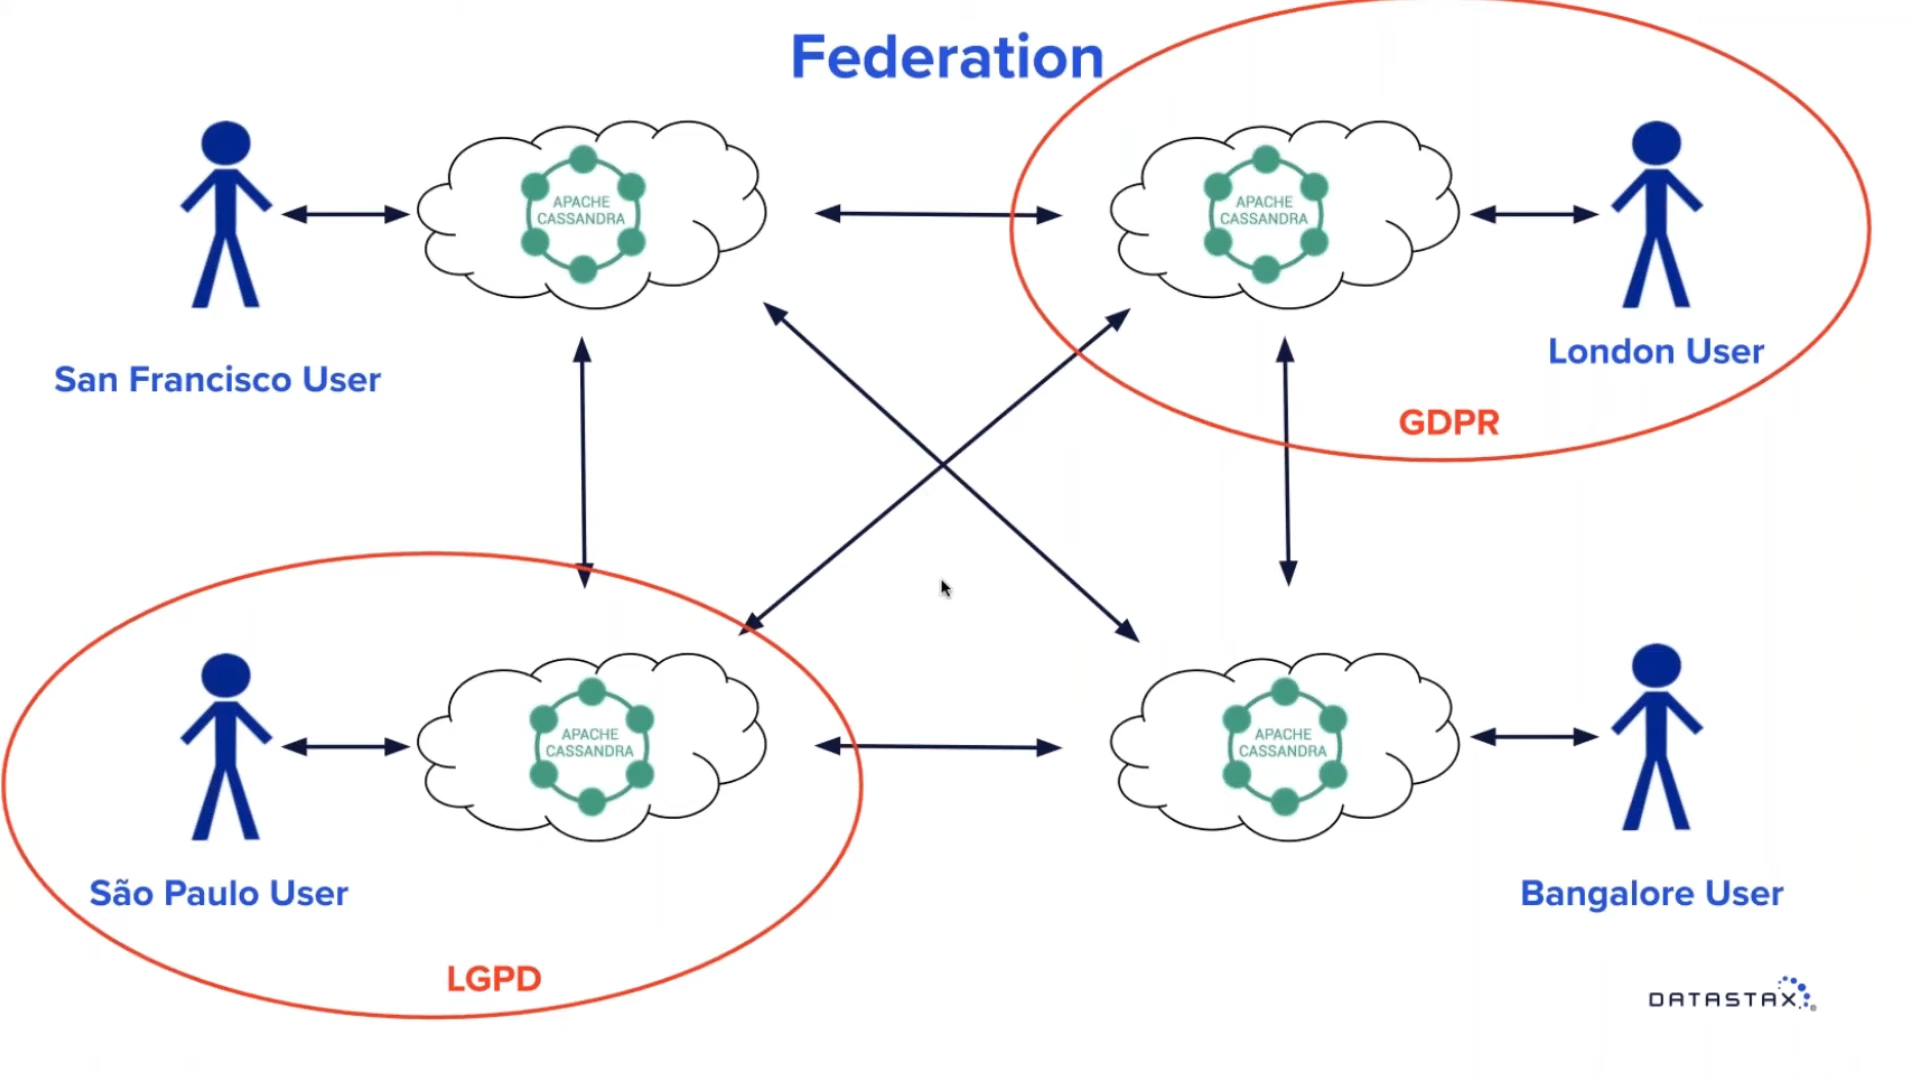 Federation
APACHE
CASSANDRA
APACHE
CASSANDRA
San Francisco User
London User
GDPR
APACHE
CASSANDRA
APACHE
CASSANDRA
São Paulo User
Bangalore User
LGPD
DATASTAX